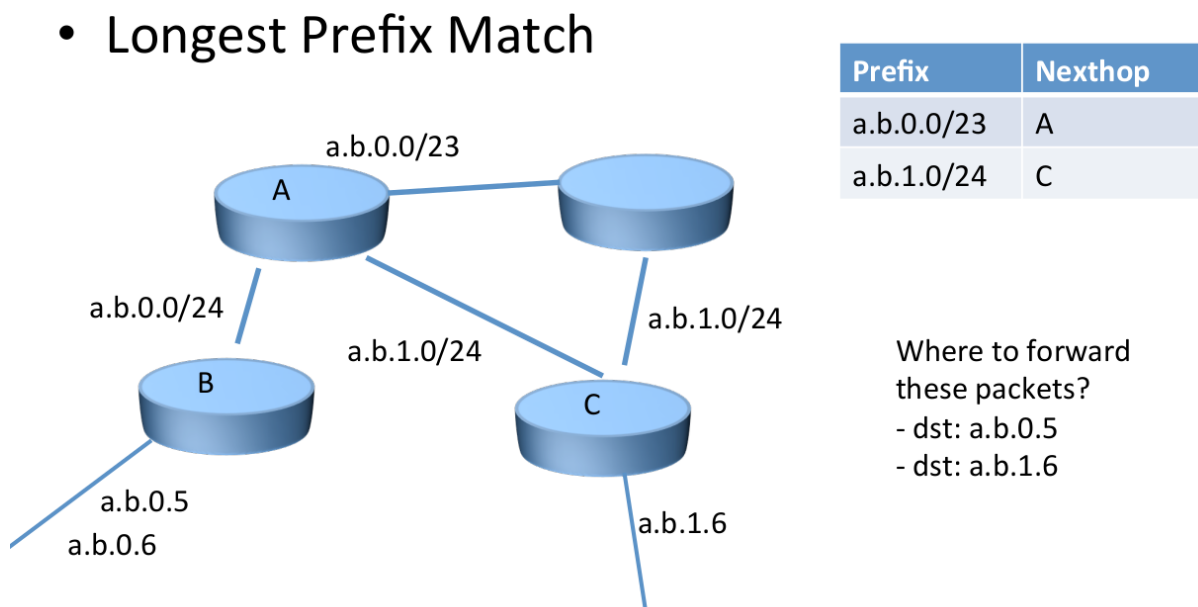 • Longest Prefix Match
Prefix Nexthop
a.b.0.0/23 A
a.b.1.0/24 C
a.b.0.0/23
A
a.b.0.0/24
a.b.1.0/24
a.b.1.0/24
B
C
Where to forward
these packets?
- dst: a.b.0.5
- dst: a.b.1.6
a.b.0.5
a.b.0.6
a.b.1.6